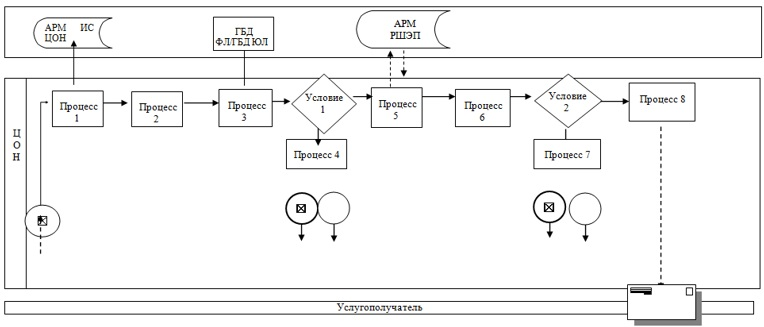 АРМ ИС
ЦОН
ГБД
ФЛ/ГБД ЮЛ
АРМ
РШЭП
ЦОН
Процесс
1
Процесс
2
Процесс
3
Условие
1
Процесс
5
Процесс
6
Условие
2
Процесс 8
Процесс 4
Процесс 7
Услугополучатель